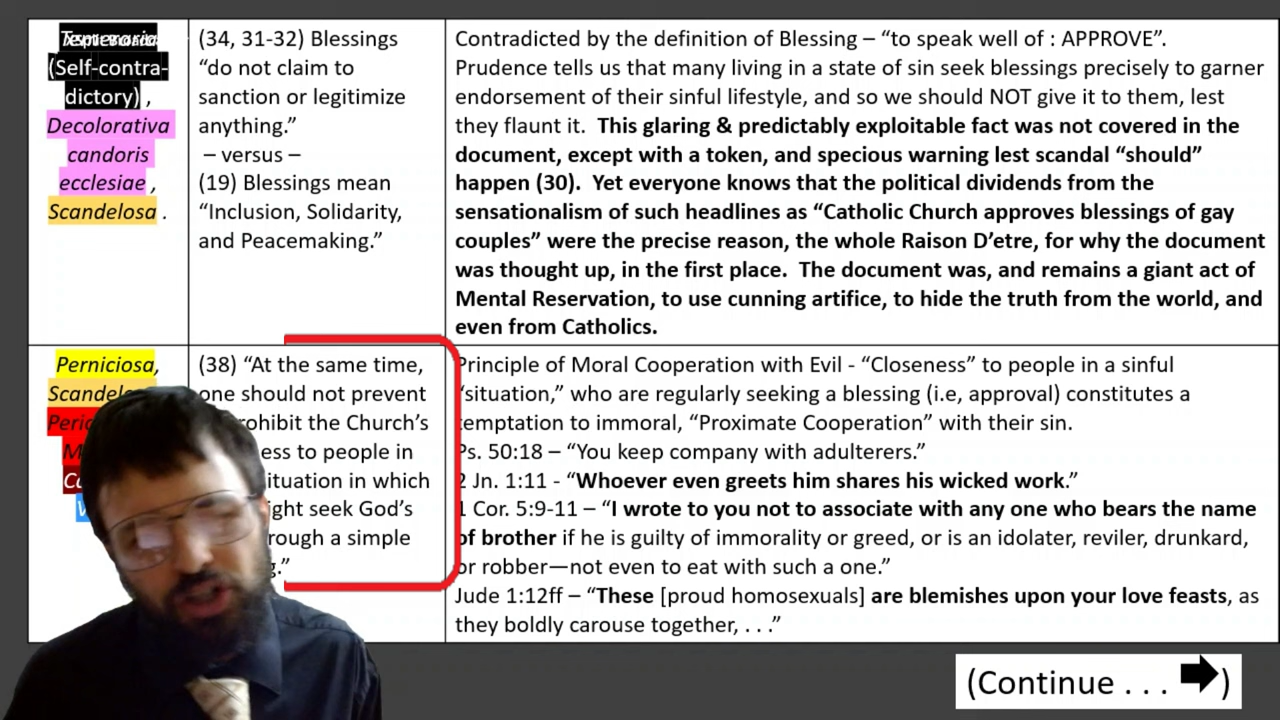 (Self-contra-
dictory) ,
Decolorativa
candoris
ecclesiae ,
Scandelosa .
(34, 31-32) Blessings
“do not claim to
sanction or legitimize
anything.”
– versus –
(19) Blessings mean
“Inclusion, Solidarity,
and Peacemaking.”
Contradicted by the definition of Blessing – “to speak well of : APPROVE”.
Prudence tells us that many living in a state of sin seek blessings precisely to garner
endorsement of their sinful lifestyle, and so we should NOT give it to them, lest
they flaunt it. This glaring & predictably exploitable fact was not covered in the
document, except with a token, and specious warning lest scandal “should”
happen (30). Yet everyone knows that the political dividends from the
sensationalism of such headlines as “Catholic Church approves blessings of gay
couples” were the precise reason, the whole Raison D’etre, for why the document
was thought up, in the first place. The document was, and remains a giant act of
Mental Reservation, to use cunning artifice, to hide the truth from the world, and
even from Catholics.
Perniciosa,
(38) “At the same time,
one should not prevent
Church’s
to people in
in which
seek God’s
a simple
Principle of Moral Cooperation with Evil - “Closeness” to people in a sinful
“situation,” who are regularly seeking a blessing (i.e, approval) constitutes a
temptation to immoral, “Proximate Cooperation” with their sin.
Ps. 50:18 – “You keep company with adulterers.”
2 Jn. 1:11 - “Whoever even greets him shares his wicked work.”
1 Cor. 5:9-11 – “I wrote to you not to associate with any one who bears the name
of brother if he is guilty of immorality or greed, or is an idolater, reviler, drunkard,
or robber—not even to eat with such a one.”
Jude 1:12ff – “These [proud homosexuals] are blemishes upon your love feasts, as
they boldly carouse together, . . .”
(Continue . . . )